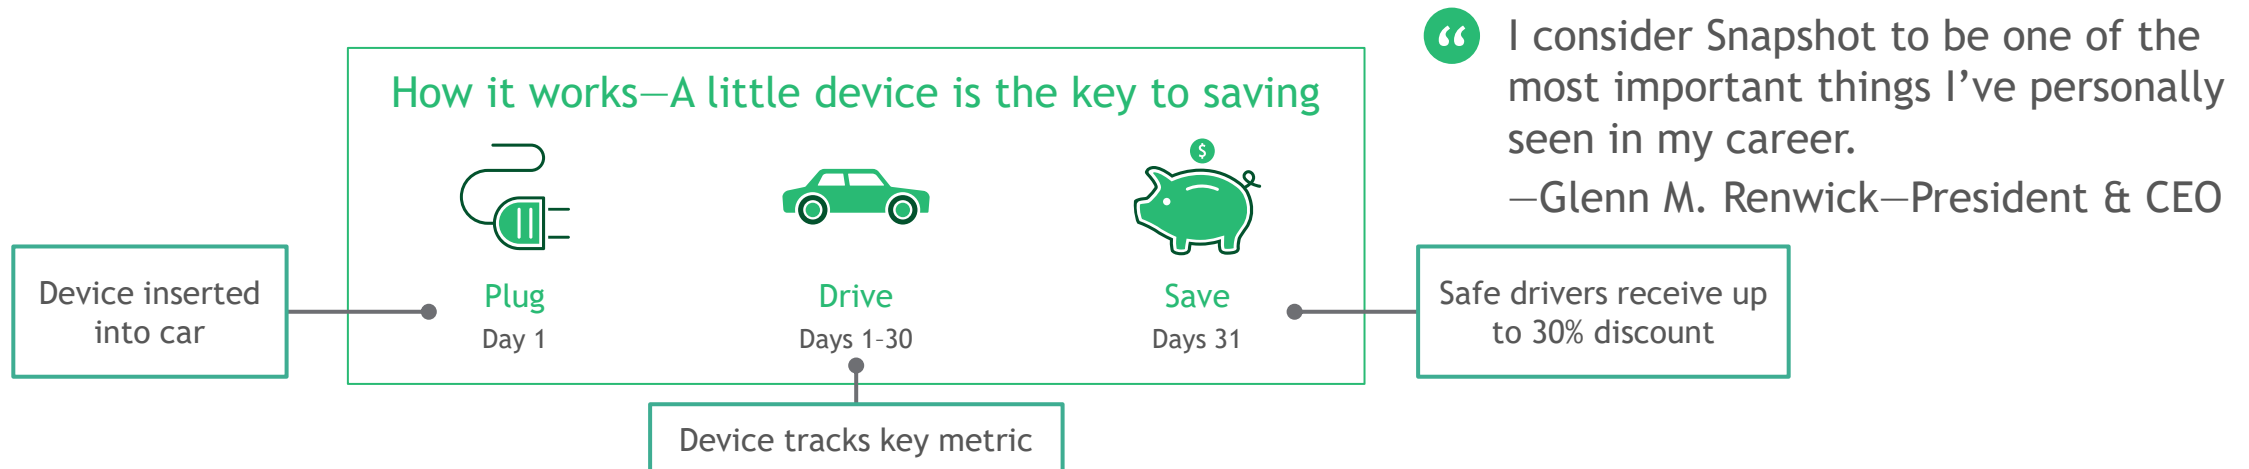 How it works—A little device is the key to saving
$
Plug
Day 1
Drive
Days 1–30
Save
Days 31
Device inserted
into car
Device tracks key metric
Safe drivers receive up
to 30% discount
“
I consider Snapshot to be one of the
most important things I’ve personally
seen in my career.
—Glenn M. Renwick—President & CEO